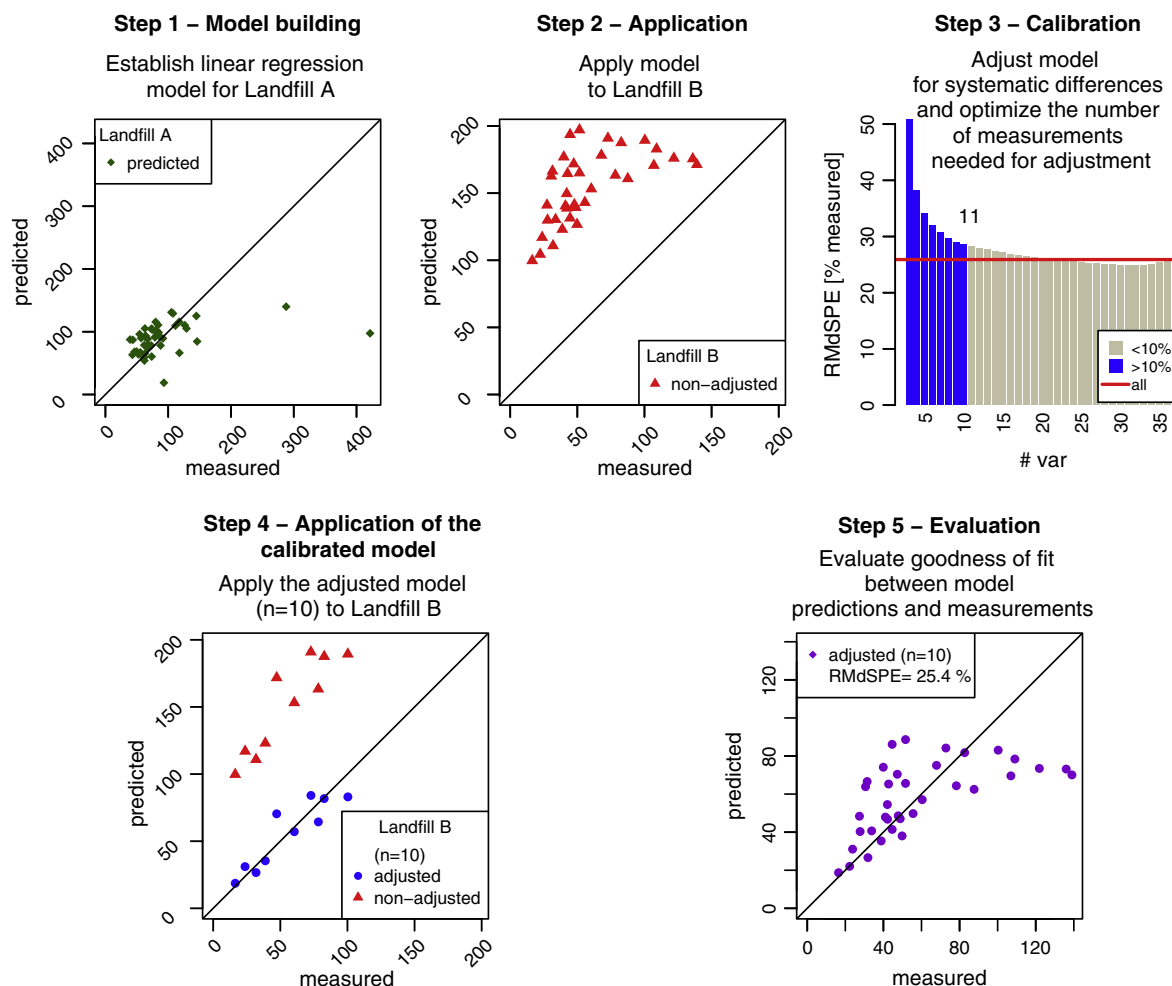 Step 1 – Model building
Establish linear regression
model for Landfill A
Landfill A
predicted
predicted
0
100
200
300
400
0
100
200
300
400
measured
Step 2 – Application
Apply model
to Landfill B
predicted
0
50
100
150
200
Landfill B
non-adjusted
0
50
100
150
200
measured
Step 3 – Calibration
Adjust model
for systematic differences
and optimize the number
of measurements
needed for adjustment
RMdSPE [% measured]
0
10
20
30
40
50
11
<10%
>10%
all
5
10
15
20
25
30
35
# var
Step 4 – Application of the
calibrated model
Apply the adjusted model
(n=10) to Landfill B
predicted
0
50
100
150
200
Landfill B
(n=10)
adjusted
non-adjusted
0
50
100
150
200
measured
Step 5 – Evaluation
Evaluate goodness of fit
between model
predictions and measurements
adjusted (n=10)
RMdSPE= 25.4 %
predicted
0
40
80
120
0
40
80
120
measured